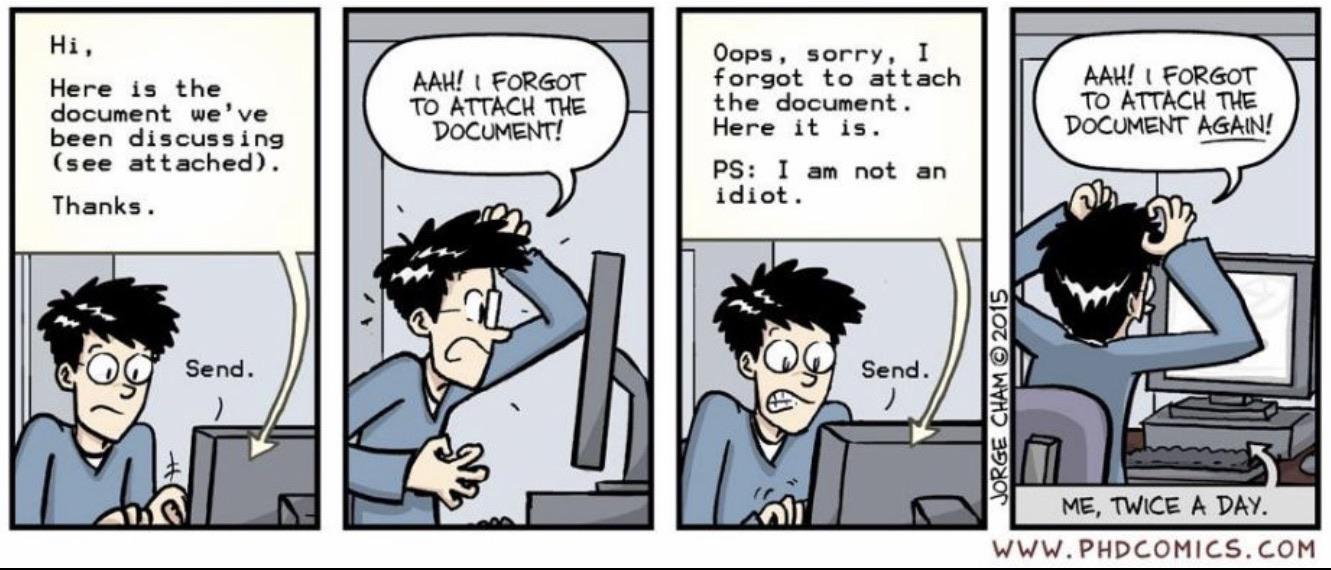 Hi,
Here is the
document we've
been discussing
(see attached).
Thanks.
Send.
AAH! I FORGOT
TO ATTACH THE
DOCUMENT!
Oops, sorry, I
forgot to attach
the document.
Here it is.
PS: I am not an
idiot.
Send.
AAH! I FORGOT
TO ATTACH THE
DOCUMENT AGAIN!
ME, TWICE A DAY.
JORGE CHAM © 2015
WWW.PHDCOMICS.COM